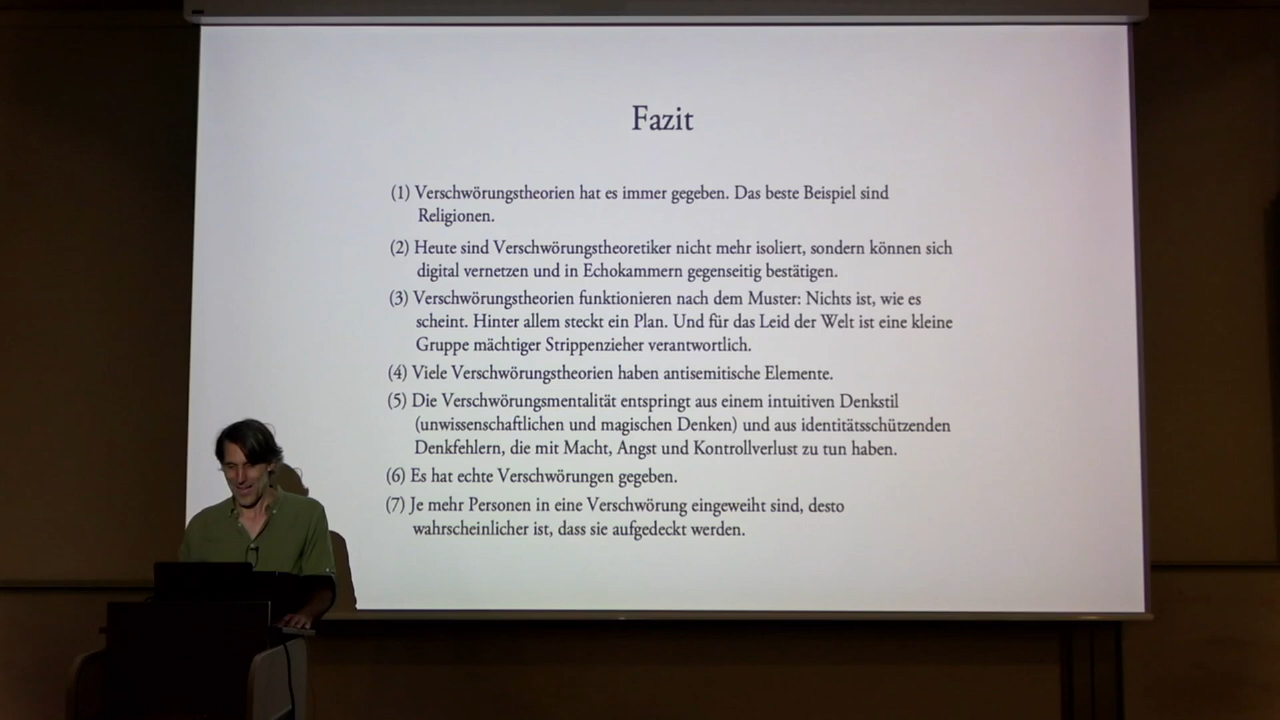 Fazit
(1) Verschwörungstheorien hat es immer gegeben. Das beste Beispiel sind
Religionen.
(2) Heute sind Verschwörungstheoretiker nicht mehr isoliert, sondern können sich
digital vernetzen und in Echokammern gegenseitig bestätigen.
(3) Verschwörungstheorien funktionieren nach dem Muster: Nichts ist, wie es
scheint. Hinter allem steckt ein Plan. Und für das Leid der Welt ist eine kleine
Gruppe mächtiger Strippenzieher verantwortlich.
(4) Viele Verschwörungstheorien haben antisemitische Elemente.
(5) Die Verschwörungsmentalität entspringt aus einem intuitiven Denkstil
(unwissenschaftlichen und magischen Denken) und aus identitätsschützenden
Denkfehlern, die mit Macht, Angst und Kontrollverlust zu tun haben.
(6) Es hat echte Verschwörungen gegeben.
(7) Je mehr Personen in eine Verschwörung eingeweiht sind, desto
wahrscheinlicher ist, dass sie aufgedeckt werden.